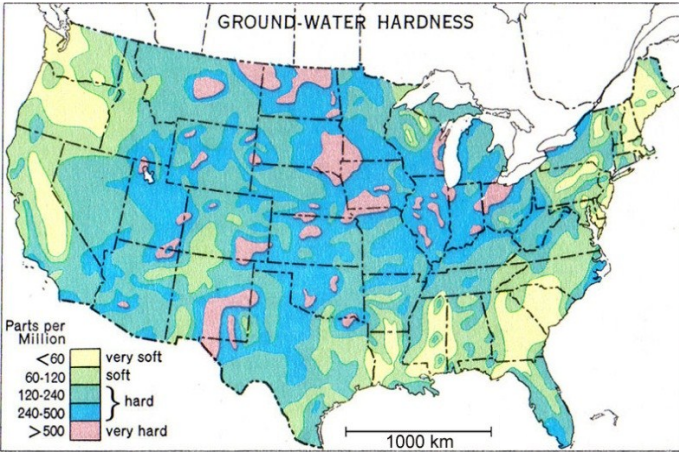 GROUND-WATER HARDNESS
Parts per
Million
<60 very soft
60-120 soft
120-240
hard
240-500
>500 very hard
1000 km